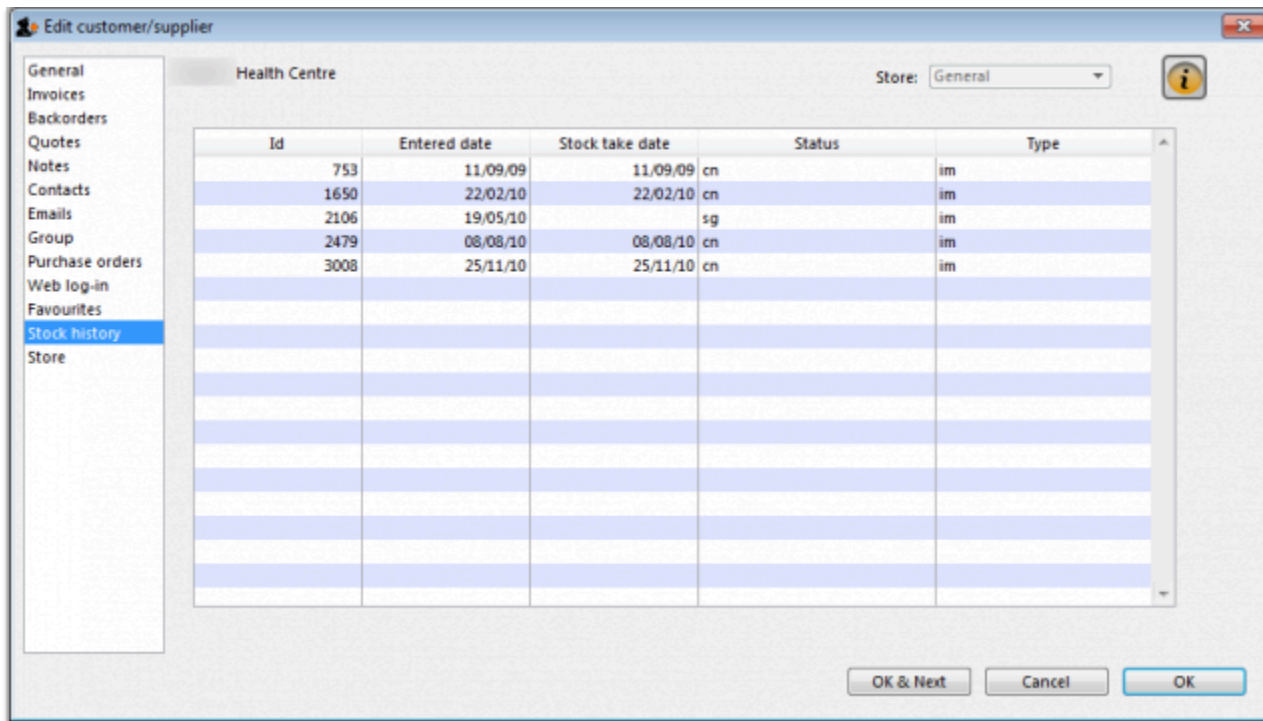 Edit customer/supplier
General
Invoices
Backorders
Quotes
Notes
Contacts
Emails
Group
Purchase orders
Web log-in
Favourites
Stock history
Store
Health Centre
Store: General
i
Id Entered date Stock take date Status Type
753 11/09/09 11/09/09 cn im
1650 22/02/10 22/02/10 cn im
2106 19/05/10 sg im
2479 08/08/10 08/08/10 cn im
3008 25/11/10 25/11/10 cn im
OK & Next Cancel OK